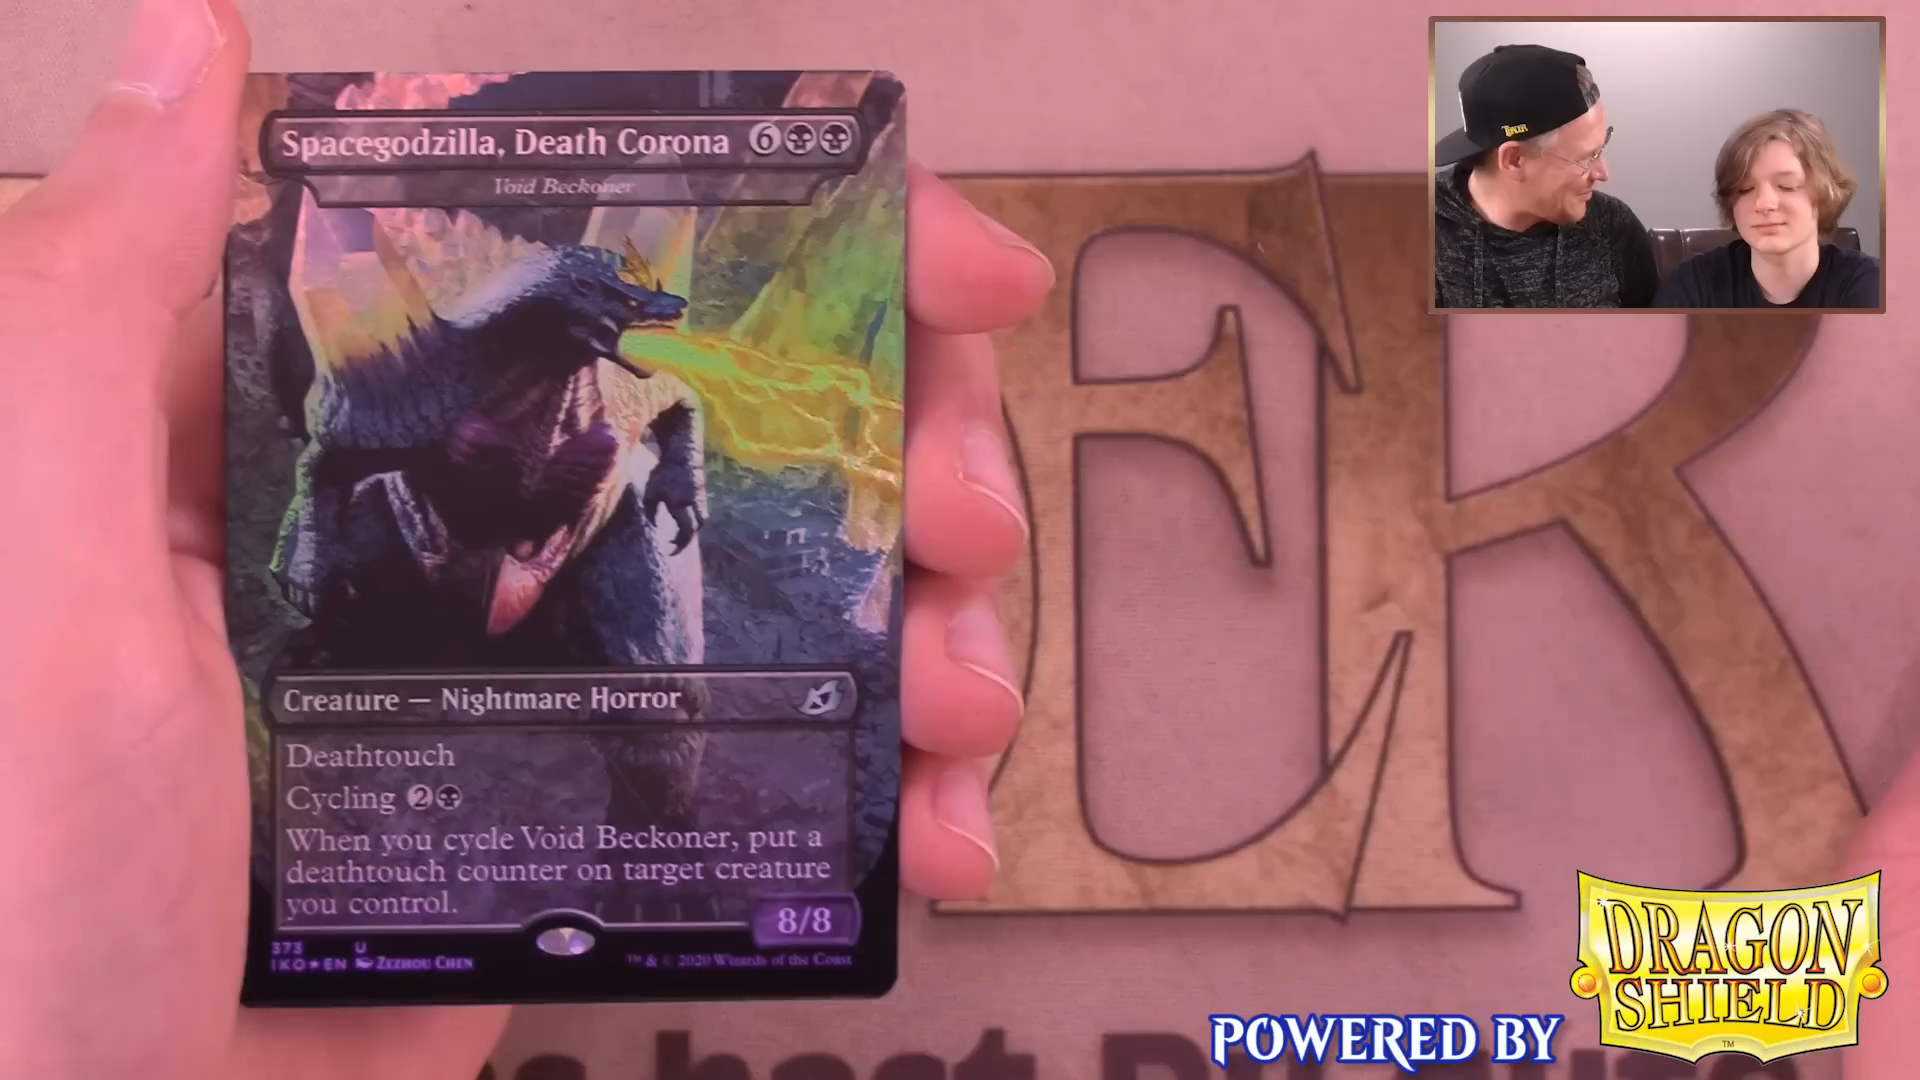 Spacegodzilla, Death Corona 6
Void Beckoner
Creature — Nightmare Horror
Deathtouch
Cycling 2
When you cycle Void Beckoner, put a
deathtouch counter on target creature
you control.
8/8
373 U
IKO★EN Zezhou Chen
™ & © 2020 Wizards of the Coast
ER
POWERED BY
DRAGON
SHIELD
™